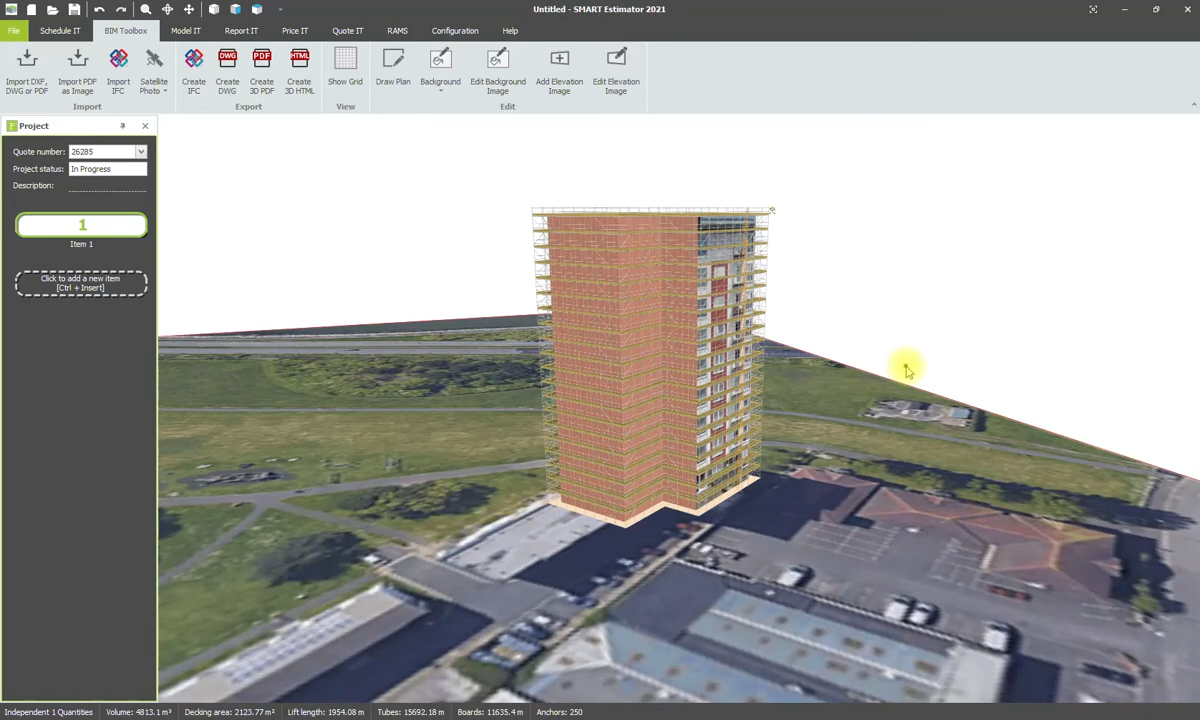 Untitled - SMART Estimator 2021
File Schedule IT BIM Toolbox Model IT Report IT Price IT Quote IT RAMS Configuration Help
Import DXF, DWG or PDF
Import PDF as Image
Import IFC
Satellite Photo
Create IFC
DWG
Create DWG
PDF
Create 3D PDF
HTML
Create 3D HTML
Show Grid
Draw Plan
Background
Edit Background Image
Add Elevation Image
Edit Elevation Image
Import Export View Edit
Project
Quote number: 26285
Project status: In Progress
Description:
1
Item 1
Click to add a new item
[Ctrl + Insert]
Independent 1 Quantities Volume: 4813.1 m³ Decking area: 2123.77 m² Lift length: 1954.08 m Tubes: 15692.18 m Boards: 11635.4 m Anchors: 250